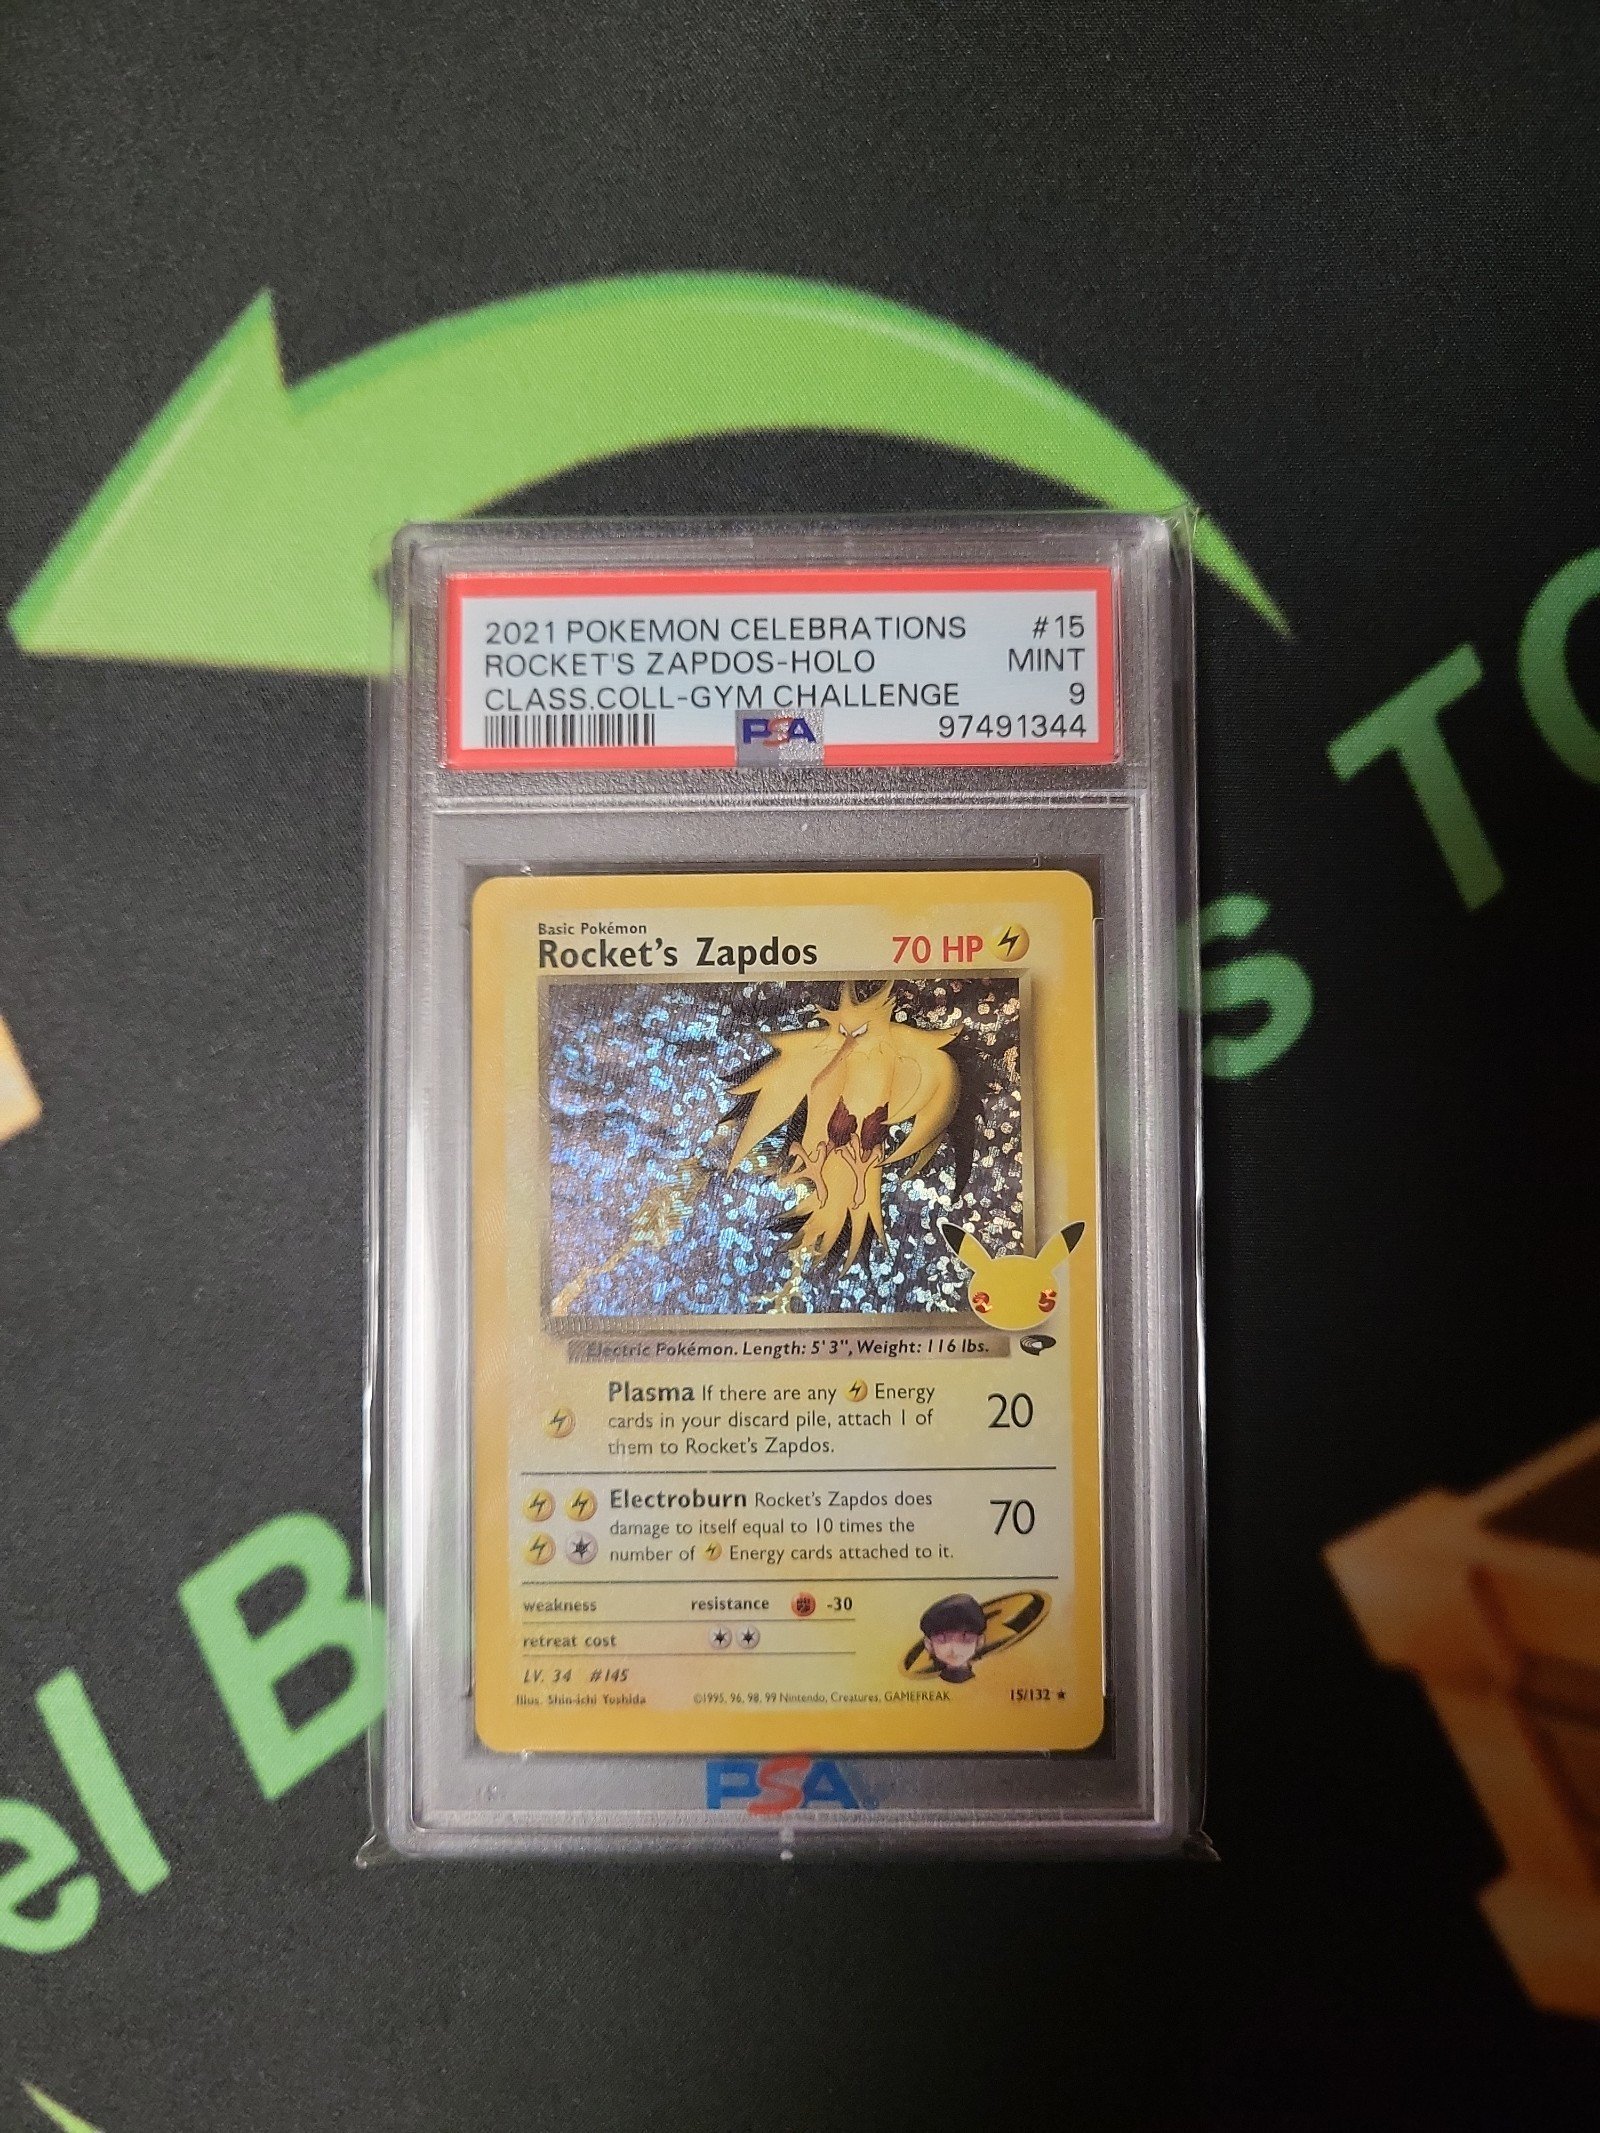 2021 POKEMON CELEBRATIONS #15
ROCKET'S ZAPDOS-HOLO MINT
CLASS.COLL-GYM CHALLENGE 9
PSA 97491344
Basic Pokémon
Rocket's Zapdos 70 HP
25
Electric Pokémon. Length: 5'3", Weight: 116 lbs.
Plasma If there are any Energy
cards in your discard pile, attach 1 of
them to Rocket's Zapdos.
20
Electroburn Rocket's Zapdos does
damage to itself equal to 10 times the
number of Energy cards attached to it.
70
weakness resistance -30
retreat cost
LV. 34 #145
Illus. Shin-ichi Yoshida ©1995, 96, 98, 99 Nintendo, Creatures, GAMEFREAK. 15/132 ★
PSA
s TO
el B